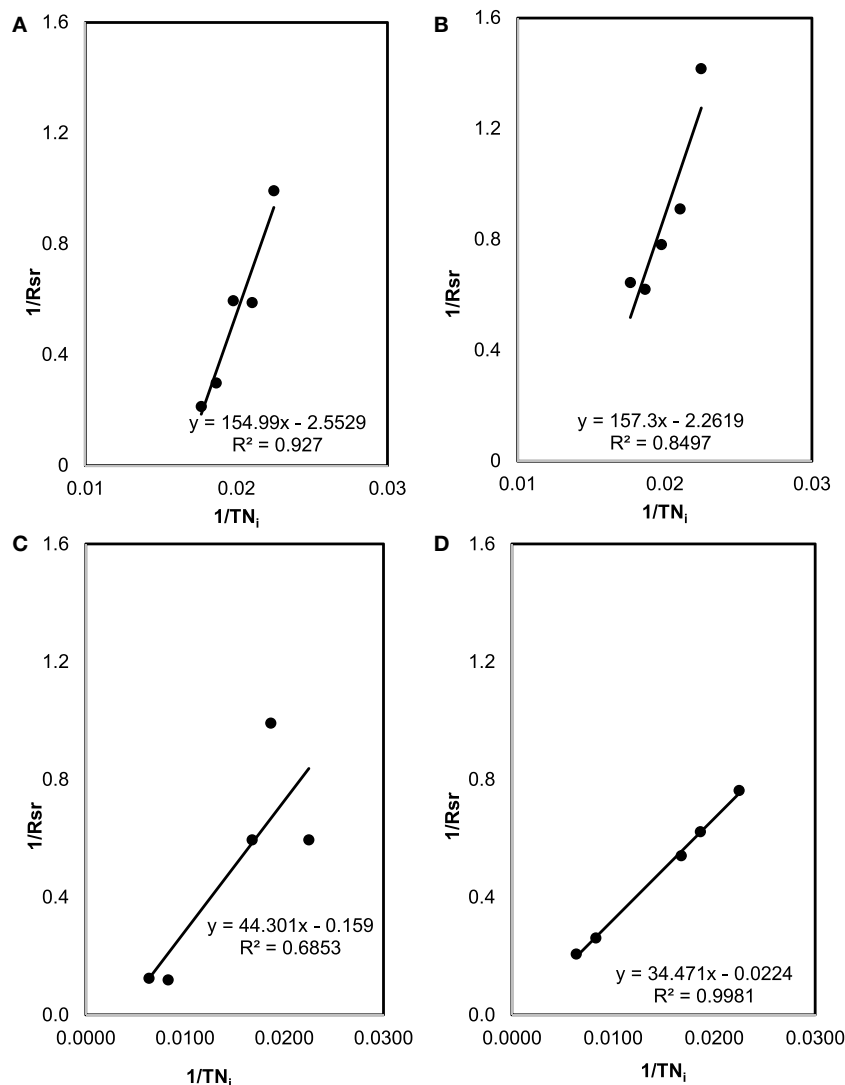 A
1.6
1.2
0.8
0.4
0
0.01
0.02
0.03
1/Rsr
1/TNi
y = 154.99x - 2.5529
R² = 0.927
B
1.6
1.2
0.8
0.4
0
0.01
0.02
0.03
1/Rsr
1/TNi
y = 157.3x - 2.2619
R² = 0.8497
C
1.6
1.2
0.8
0.4
0.0
0.0000
0.0100
0.0200
0.0300
1/Rsr
1/TNi
y = 44.301x - 0.159
R² = 0.6853
D
1.6
1.2
0.8
0.4
0.0
0.0000
0.0100
0.0200
0.0300
1/Rsr
1/TNi
y = 34.471x - 0.0224
R² = 0.9981